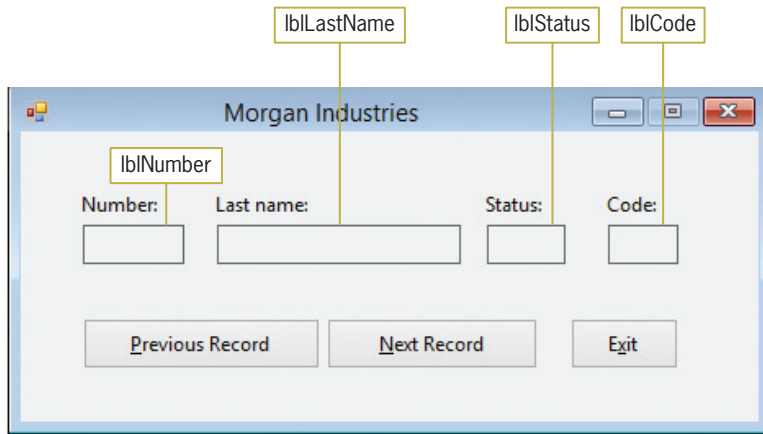 lblLastName lblStatus lblCode
Morgan Industries
lblNumber
Number: Last name: Status: Code:
Previous Record Next Record Exit